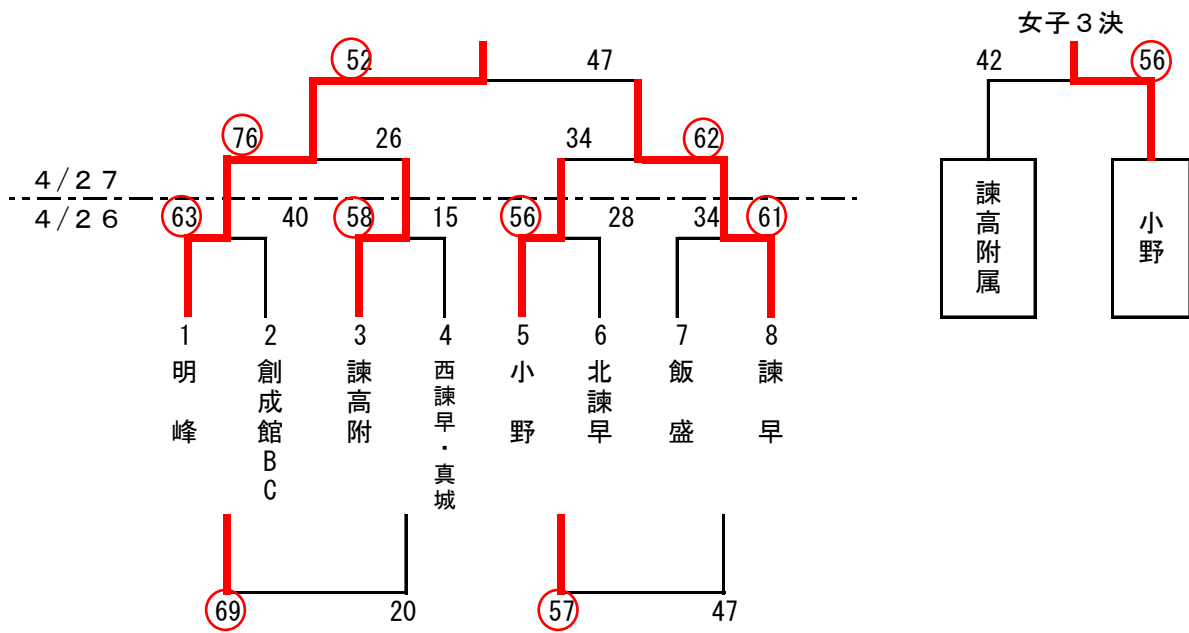 女子３決
52 47 42 56
76 26 34 62
４/２７
４/２６ 63 40 58 15 56 28 34 61
諫高附属
小野
1 2 3 4 5 6 7 8
明峰
創成館BC
諫高附
西諫早・真城
小野
北諫早
飯盛
諫早
69 20 57 47